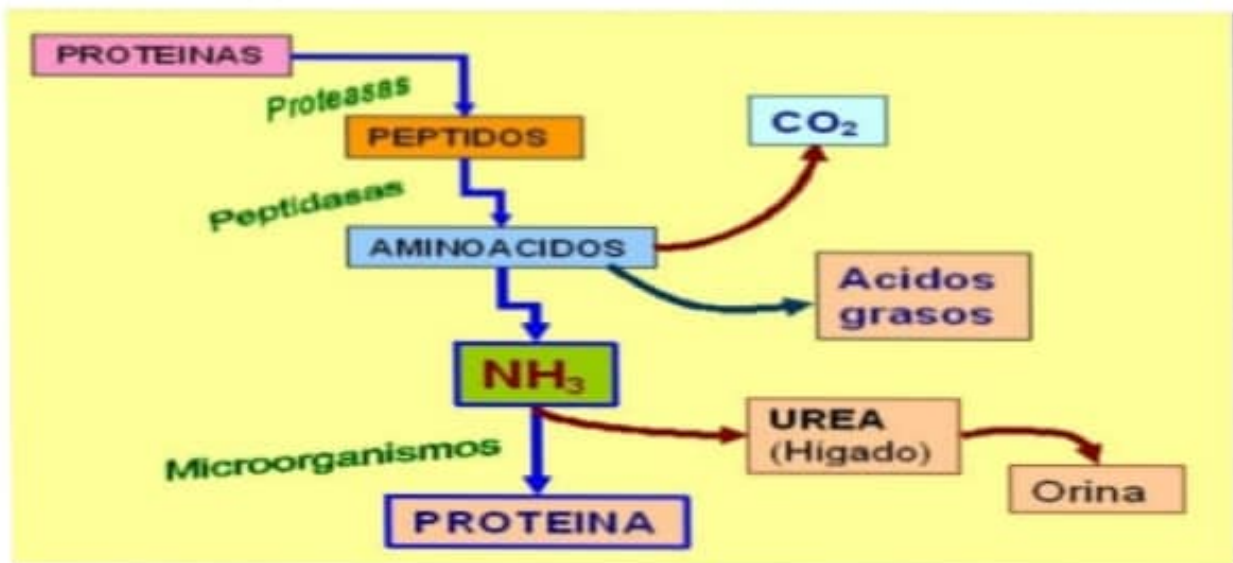 PROTEINAS
Proteasas
PEPTIDOS
CO₂
Peptidasas
AMINOACIDOS
Acidos
grasos
NH₃
UREA
(Higado)
Microorganismos
Orina
PROTEINA